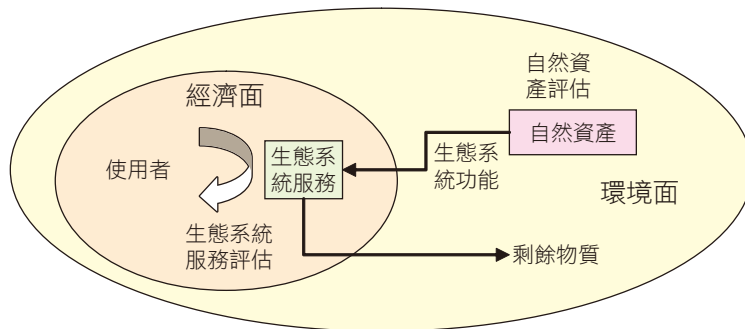 自然資
產評估
經濟面
自然資產
使用者
生態系
統服務
生態系
統功能
環境面
生態系統
服務評估
剩餘物質